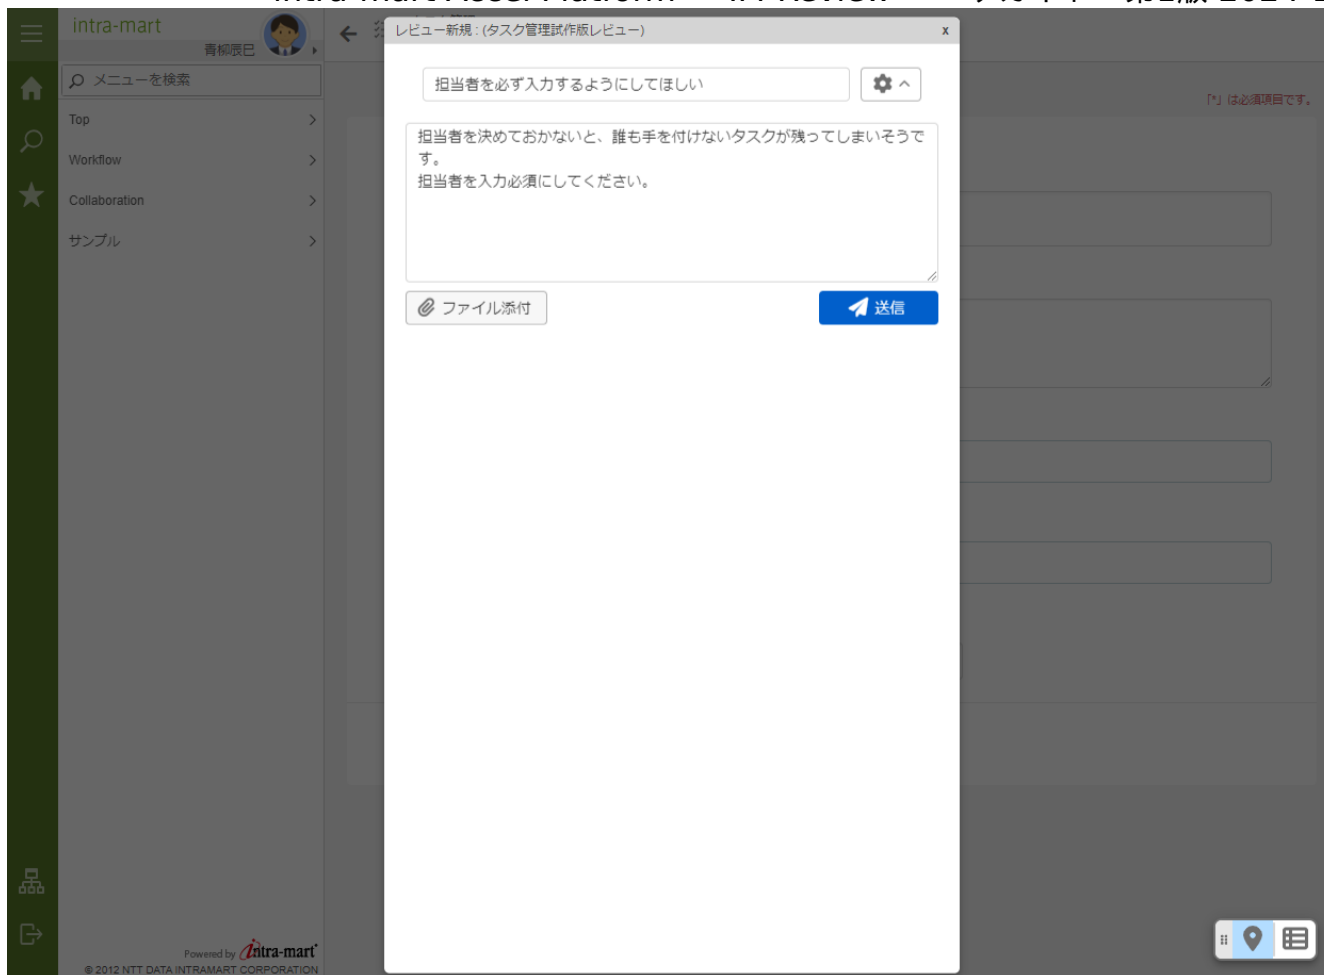 intra-mart
青柳辰巳
メニューを検索
Top
Workflow
Collaboration
サンプル
Powered by intra-mart
© 2012 NTT DATA INTRAMART CORPORATION
レビュー新規 : (タスク管理試作版レビュー)
x
担当者を必ず入力するようにしてほしい
担当者を決めておかないと、誰も手を付けないタスクが残ってしまいそうで
す。
担当者を入力必須にしてください。
ファイル添付
送信
「*」は必須項目です。